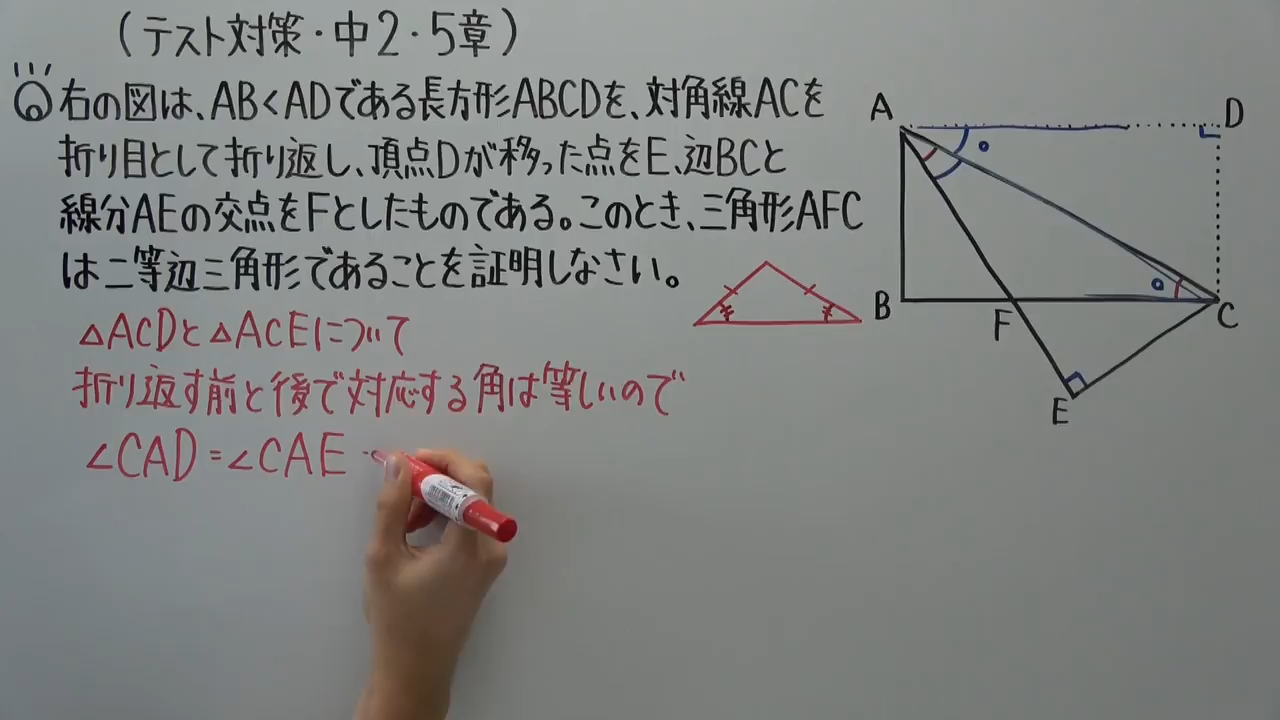 (テスト対策・中2・5章)
Q 右の図は、AB<ADである長方形ABCDを、対角線ACを
折り目として折り返し、頂点Dが移った点をE、辺BCと
線分AEの交点をFとしたものである。このとき、三角形AFC
は二等辺三角形であることを証明しなさい。
△ACDと△ACEについて
折り返す前と後で対応する角は等しいので
∠CAD=∠CAE
A
D
B
F
C
E